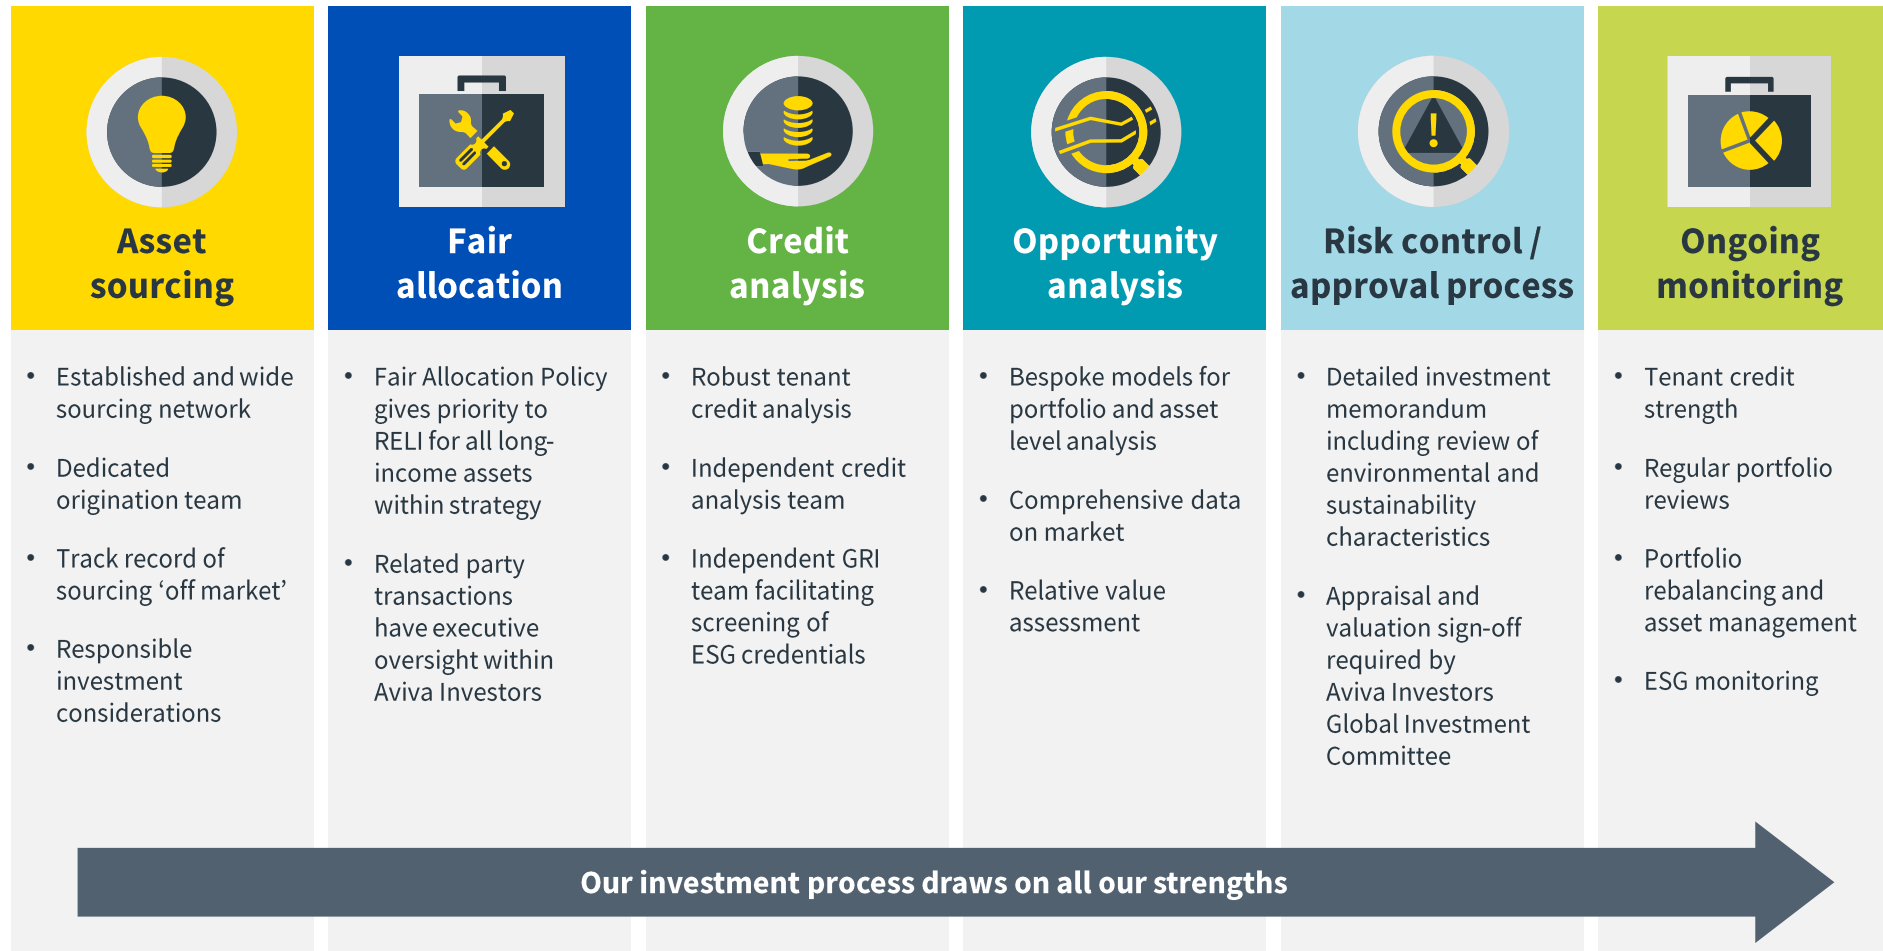 Asset
sourcing
• Established and wide
sourcing network
• Dedicated
origination team
• Track record of
sourcing ‘off market’
• Responsible
investment
considerations
Fair
allocation
• Fair Allocation Policy
gives priority to
RELI for all long-
income assets
within strategy
• Related party
transactions
have executive
oversight within
Aviva Investors
Credit
analysis
• Robust tenant
credit analysis
• Independent credit
analysis team
• Independent GRI
team facilitating
screening of
ESG credentials
Opportunity
analysis
• Bespoke models for
portfolio and asset
level analysis
• Comprehensive data
on market
• Relative value
assessment
Risk control /
approval process
• Detailed investment
memorandum
including review of
environmental and
sustainability
characteristics
• Appraisal and
valuation sign-off
required by
Aviva Investors
Global Investment
Committee
Ongoing
monitoring
• Tenant credit
strength
• Regular portfolio
reviews
• Portfolio
rebalancing and
asset management
• ESG monitoring
Our investment process draws on all our strengths